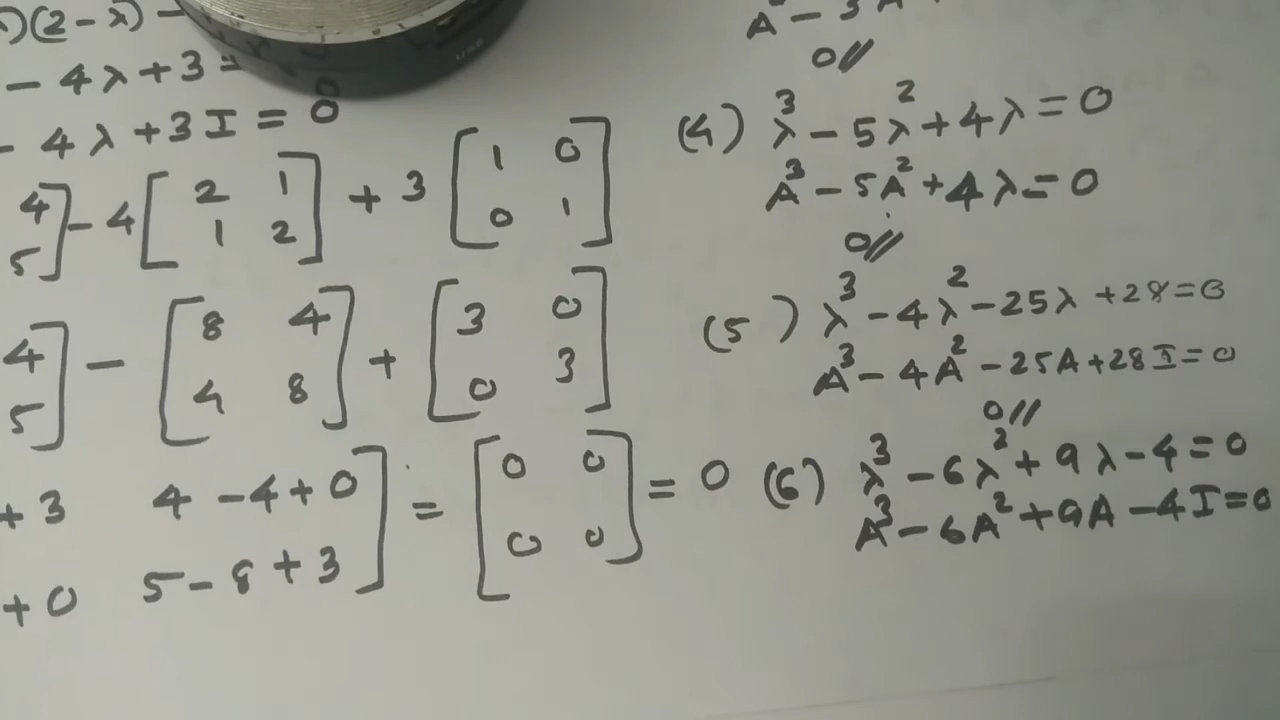 )(2-λ)-
- 4λ+3=
- 4λ+3I=0
4
5] - 4[2 1
1 2] + 3[1 0
0 1]
4
5] - [8 4
4 8] + [3 0
0 3]
+3 4-4+0
+0 5-8+3] = [0 0
0 0] = 0
A - 3A
0//
(4) λ³-5λ²+4λ=0
A³-5A²+4λ=0
0//
(5) λ³-4λ²-25λ+28=0
A³-4A²-25A+28I=0
0//
(6) λ³-6λ²+9λ-4=0
A³-6A²+9A-4I=0